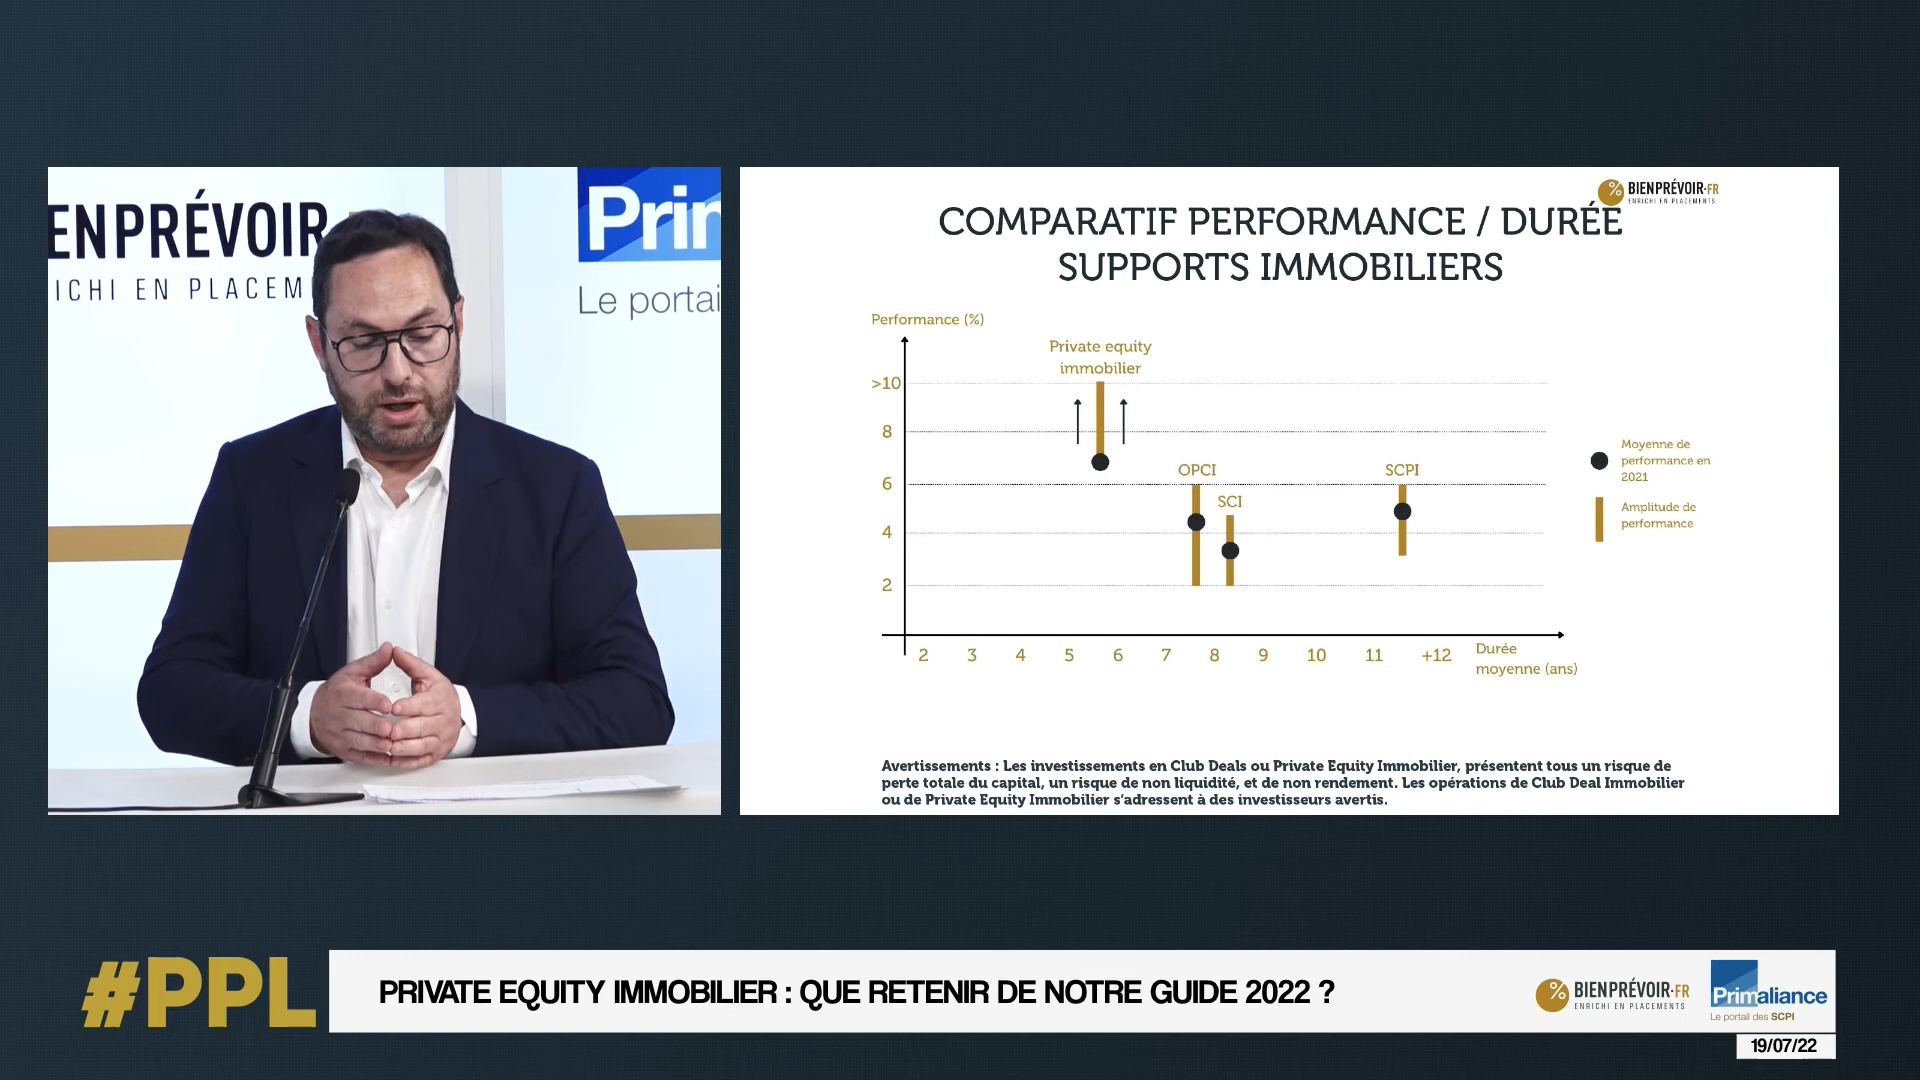 ENPRÉVOIR
ICHI EN PLACEM
Prim
Le portai
BIENPRÉVOIR·FR
ENRICHI EN PLACEMENTS
COMPARATIF PERFORMANCE / DURÉE
SUPPORTS IMMOBILIERS
Performance (%)
Private equity
immobilier
>10
8
6
4
2
OPCI
SCI
SCPI
Moyenne de
performance en
2021
Amplitude de
performance
2 3 4 5 6 7 8 9 10 11 +12
Durée
moyenne (ans)
Avertissements : Les investissements en Club Deals ou Private Equity Immobilier, présentent tous un risque de
perte totale du capital, un risque de non liquidité, et de non rendement. Les opérations de Club Deal Immobilier
ou de Private Equity Immobilier s'adressent à des investisseurs avertis.
#PPL
PRIVATE EQUITY IMMOBILIER : QUE RETENIR DE NOTRE GUIDE 2022 ?
% BIENPRÉVOIR·FR
ENRICHI EN PLACEMENTS
Primaliance
Le portail des SCPI
19/07/22